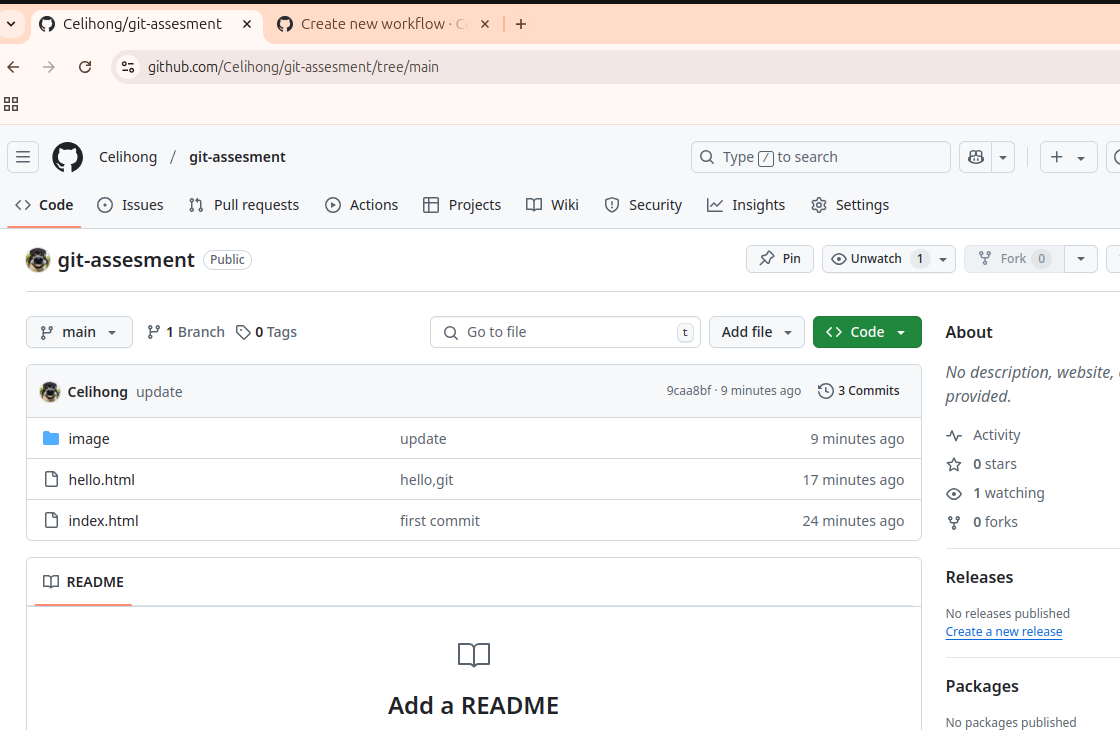 Celihong/git-assesment
Create new workflow · C
github.com/Celihong/git-assesment/tree/main
Celihong / git-assesment
Type / to search
Code Issues Pull requests Actions Projects Wiki Security Insights Settings
git-assesment Public
Pin Unwatch 1 Fork 0
main 1 Branch 0 Tags
Go to file t Add file Code
Celihong update 9caa8bf · 9 minutes ago 3 Commits
image update 9 minutes ago
hello.html hello,git 17 minutes ago
index.html first commit 24 minutes ago
README
Add a README
About
No description, website,
provided.
Activity
0 stars
1 watching
0 forks
Releases
No releases published
Create a new release
Packages
No packages published